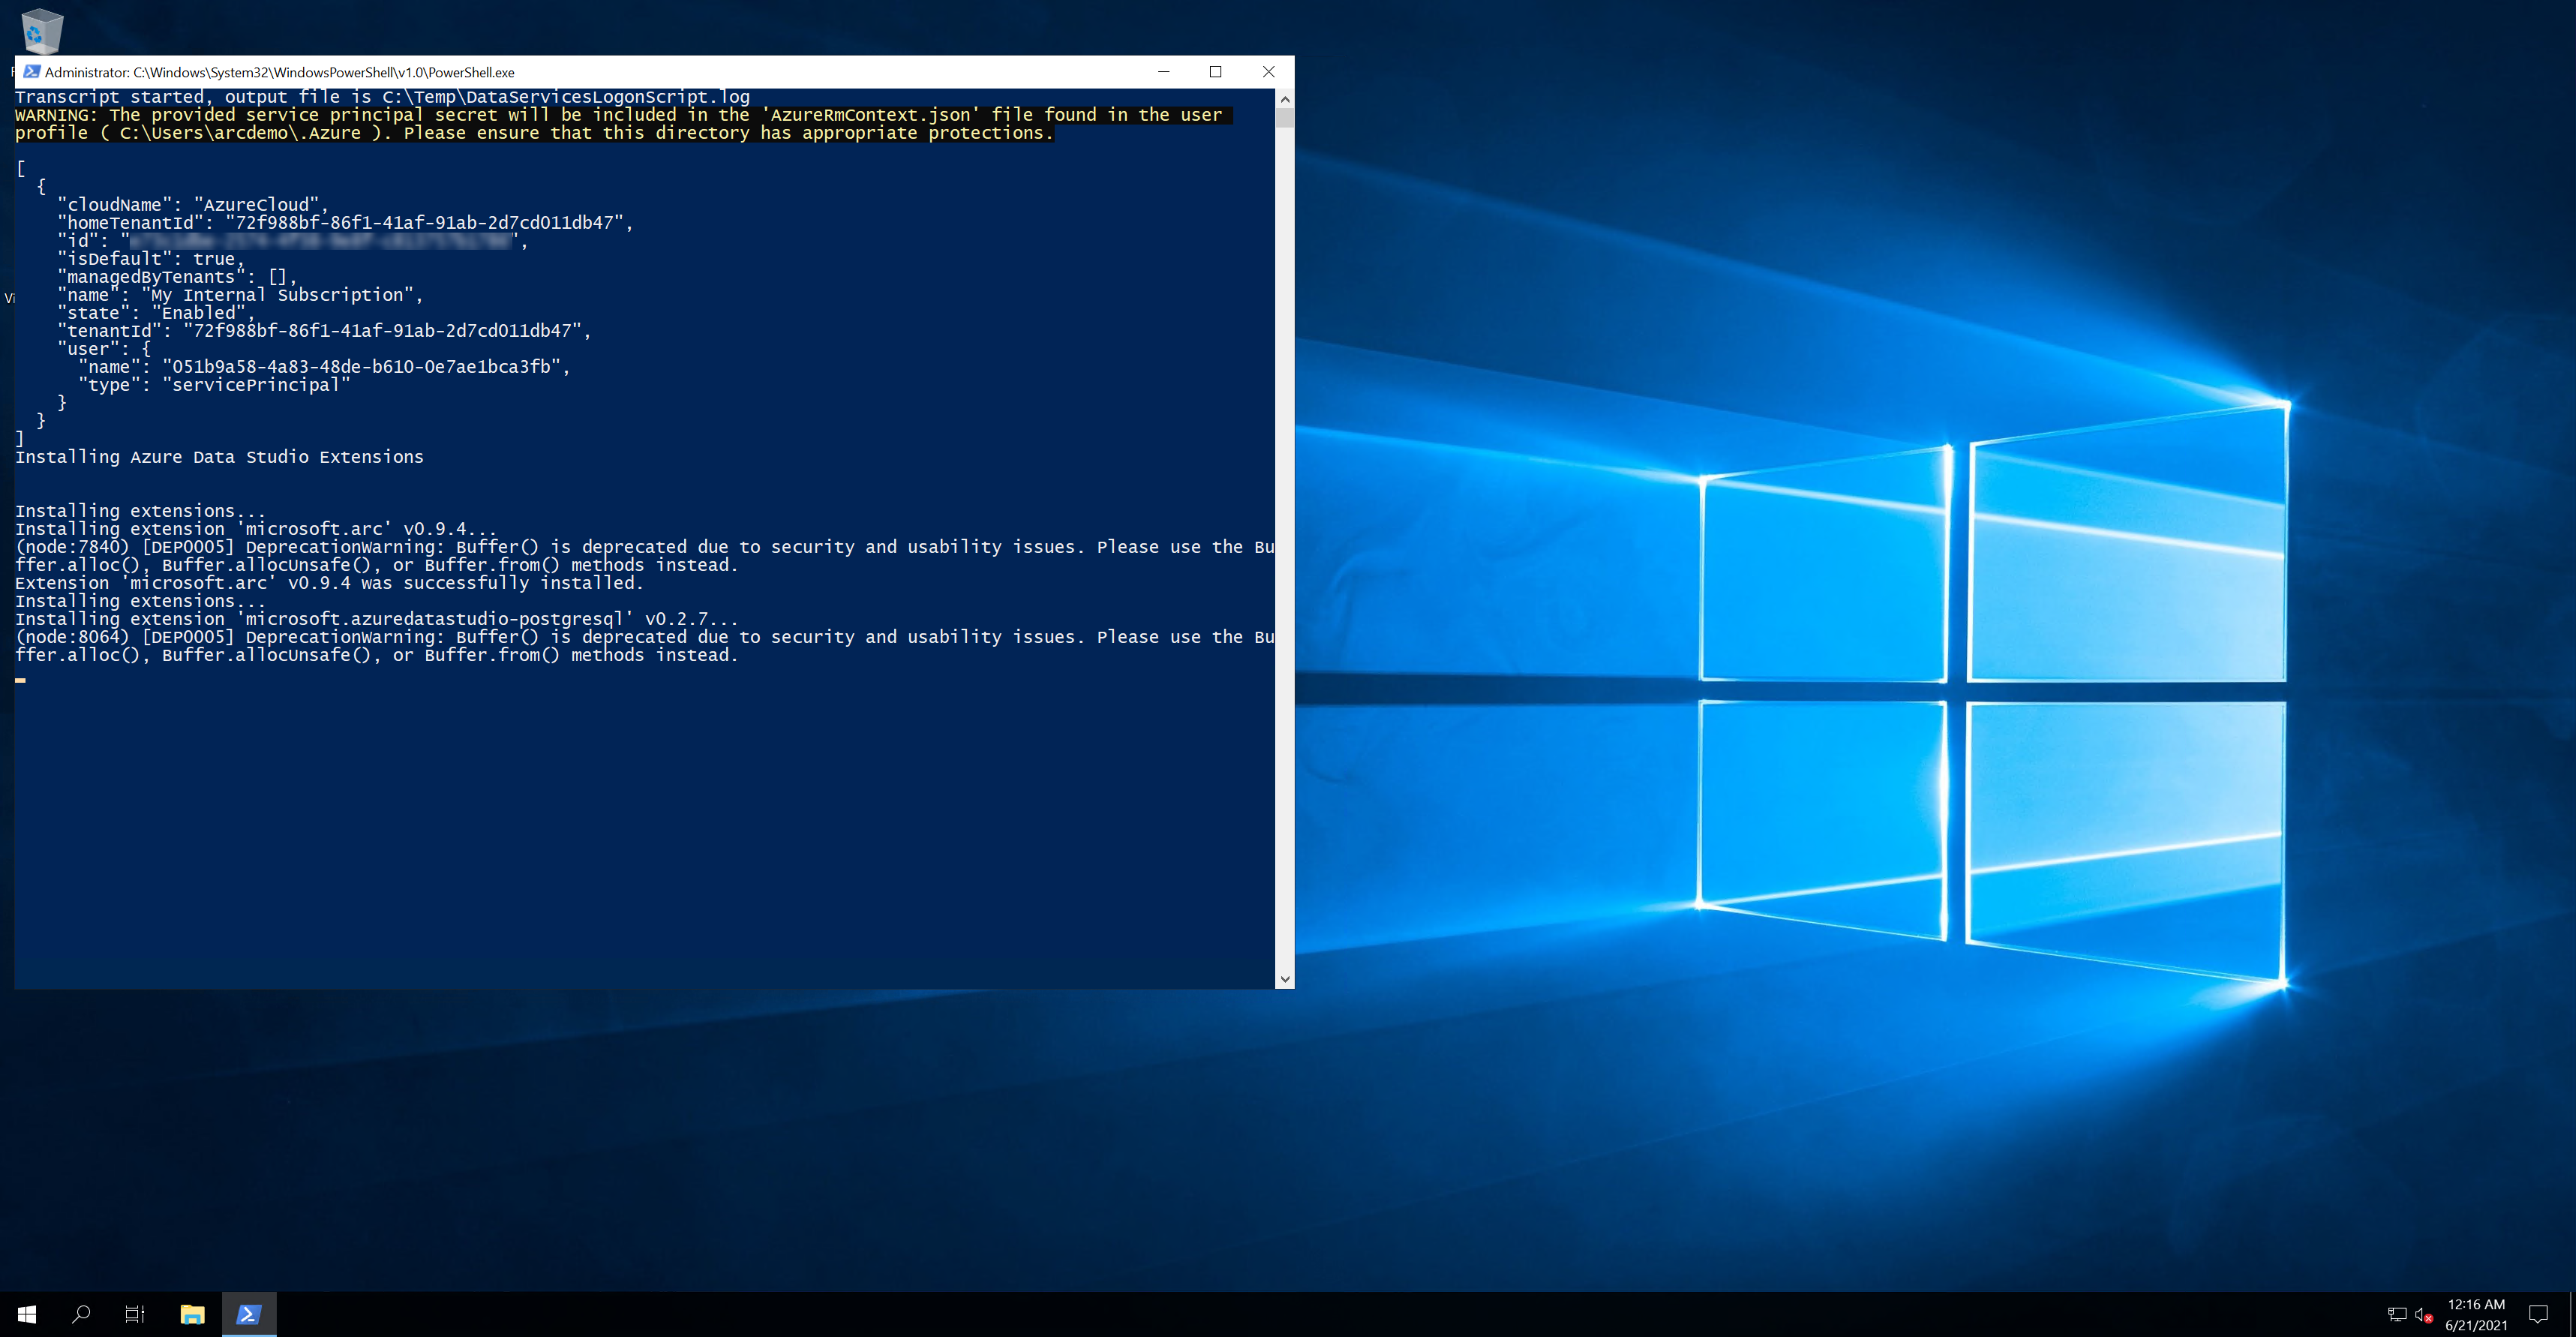 Administrator: C:\Windows\System32\WindowsPowerShell\v1.0\PowerShell.exe
Transcript started, output file is C:\Temp\DataServicesLogonScript.log
WARNING: The provided service principal secret will be included in the 'AzureRmContext.json' file found in the user
profile ( C:\Users\arcdemo\.Azure ). Please ensure that this directory has appropriate protections.
[
  {
    "cloudName": "AzureCloud",
    "homeTenantId": "72f988bf-86f1-41af-91ab-2d7cd011db47",
    "id": "
",
    "isDefault": true,
    "managedByTenants": [],
    "name": "My Internal Subscription",
    "state": "Enabled",
    "tenantId": "72f988bf-86f1-41af-91ab-2d7cd011db47",
    "user": {
      "name": "051b9a58-4a83-48de-b610-0e7ae1bca3fb",
      "type": "servicePrincipal"
    }
  }
]
Installing Azure Data Studio Extensions
Installing extensions...
Installing extension 'microsoft.arc' v0.9.4...
(node:7840) [DEP0005] DeprecationWarning: Buffer() is deprecated due to security and usability issues. Please use the Bu
ffer.alloc(), Buffer.allocUnsafe(), or Buffer.from() methods instead.
Extension 'microsoft.arc' v0.9.4 was successfully installed.
Installing extensions...
Installing extension 'microsoft.azuredatastudio-postgresql' v0.2.7...
(node:8064) [DEP0005] DeprecationWarning: Buffer() is deprecated due to security and usability issues. Please use the Bu
ffer.alloc(), Buffer.allocUnsafe(), or Buffer.from() methods instead.
Vi
12:16 AM
6/21/2021